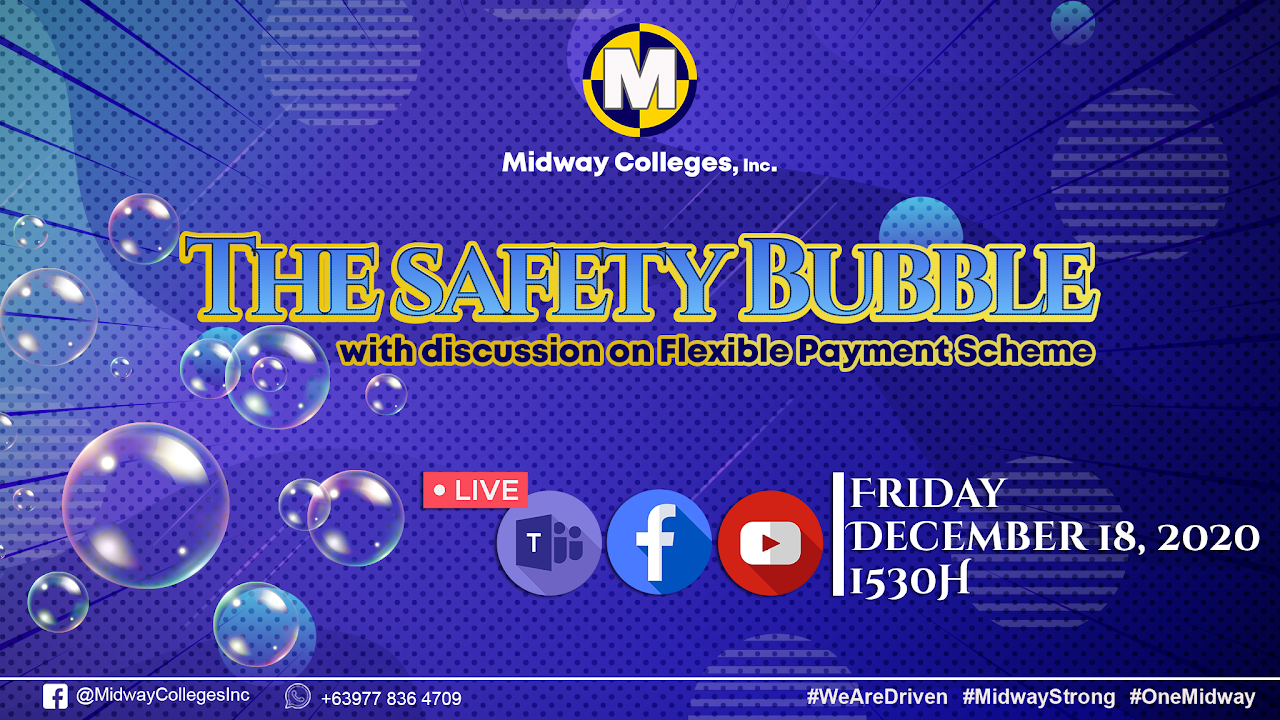 M
Midway Colleges, Inc.
The Safety Bubble
with discussion on Flexible Payment Scheme
LIVE
T
Friday
December 18, 2020
1530H
@MidwayCollegesInc
+63977 836 4709
#WeAreDriven #MidwayStrong #OneMidway